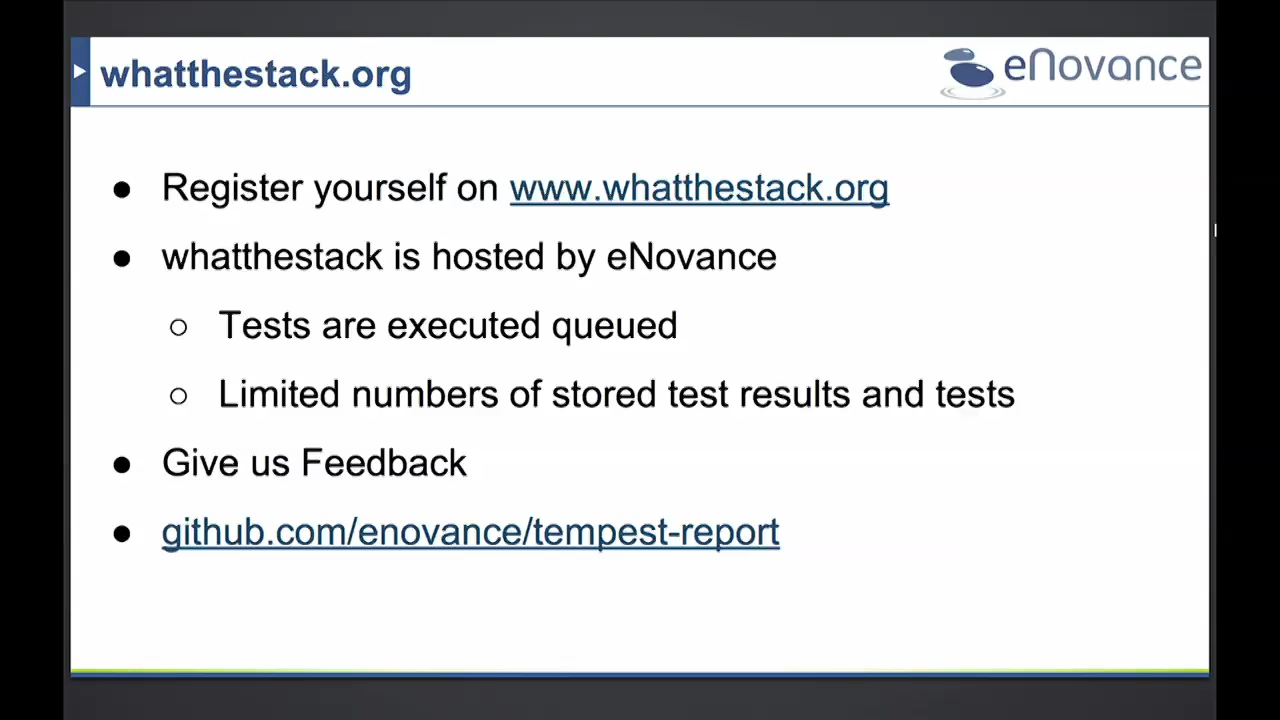 whatthestack.org
eNovance
● Register yourself on www.whatthestack.org
● whatthestack is hosted by eNovance
○ Tests are executed queued
○ Limited numbers of stored test results and tests
● Give us Feedback
● github.com/enovance/tempest-report